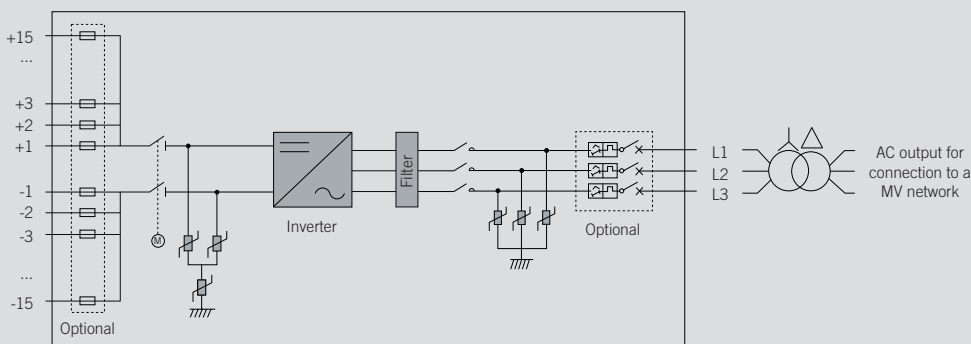 +15
...
+3
+2
+1
-1
-2
-3
...
-15
Optional
M
Inverter
Filter
Optional
L1
L2
L3
AC output for
connection to a
MV network